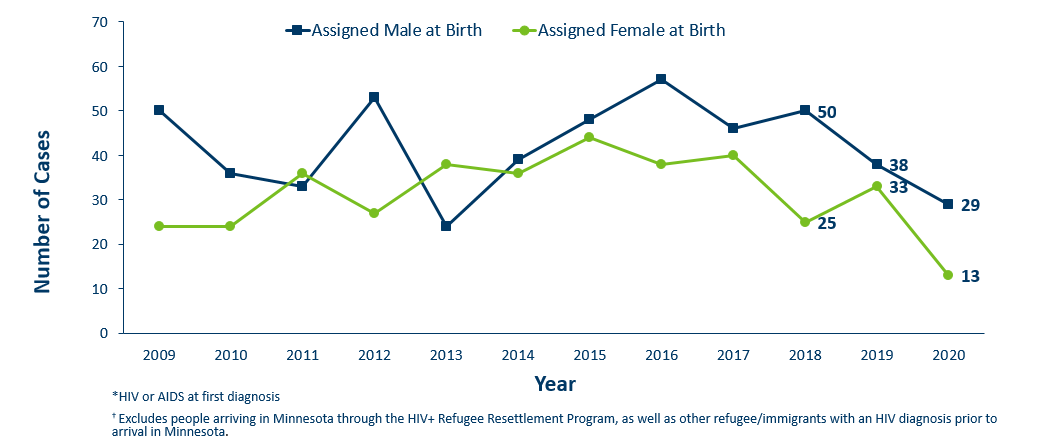 Assigned Male at Birth
Assigned Female at Birth
Number of Cases
70
60
50
40
30
20
10
0
50
38
33
29
25
13
2009 2010 2011 2012 2013 2014 2015 2016 2017 2018 2019 2020
Year
*HIV or AIDS at first diagnosis
† Excludes people arriving in Minnesota through the HIV+ Refugee Resettlement Program, as well as other refugee/immigrants with an HIV diagnosis prior to
arrival in Minnesota.